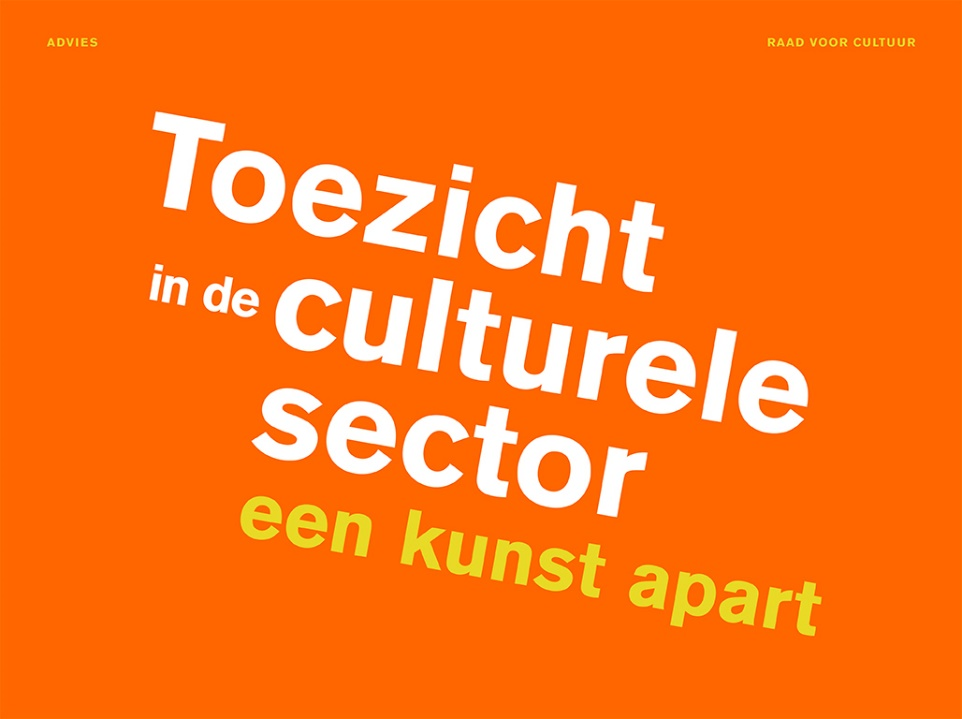 ADVIES
RAAD VOOR CULTUUR
Toezicht
in de culturele
sector
een kunst apart